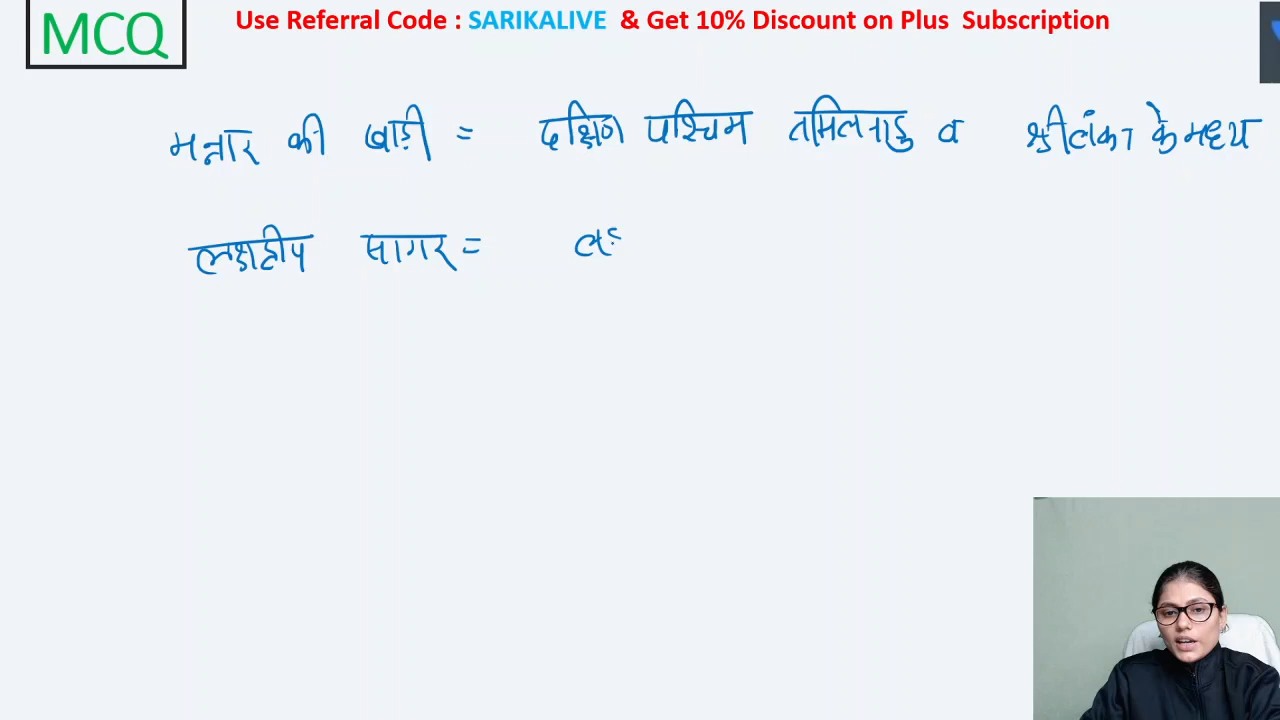 MCQ
Use Referral Code : SARIKALIVE & Get 10% Discount on Plus Subscription
मन्नार की खाड़ी = दक्षिण पश्चिम तमिलनाडु व श्रीलंका के मध्य
लक्षद्वीप सागर =